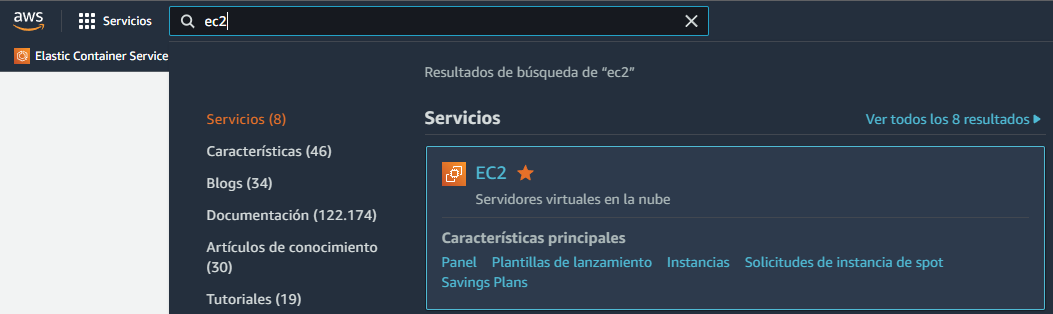 aws
Servicios
ec2
Elastic Container Service
Resultados de búsqueda de “ec2”
Servicios (8)
Características (46)
Blogs (34)
Documentación (122.174)
Artículos de conocimiento
(30)
Tutoriales (19)
Servicios
Ver todos los 8 resultados
EC2
Servidores virtuales en la nube
Características principales
Panel Plantillas de lanzamiento Instancias Solicitudes de instancia de spot
Savings Plans